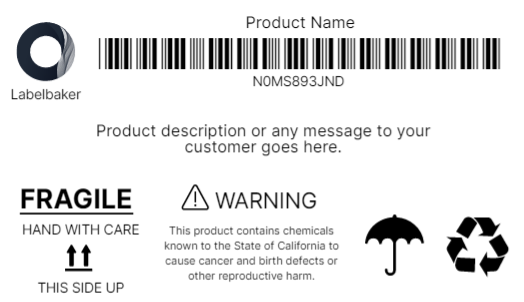 Product Name
Labelbaker
N0MS893JND
Product description or any message to your
customer goes here.
FRAGILE
HAND WITH CARE
THIS SIDE UP
WARNING
This product contains chemicals
known to the State of California to
cause cancer and birth defects or
other reproductive harm.